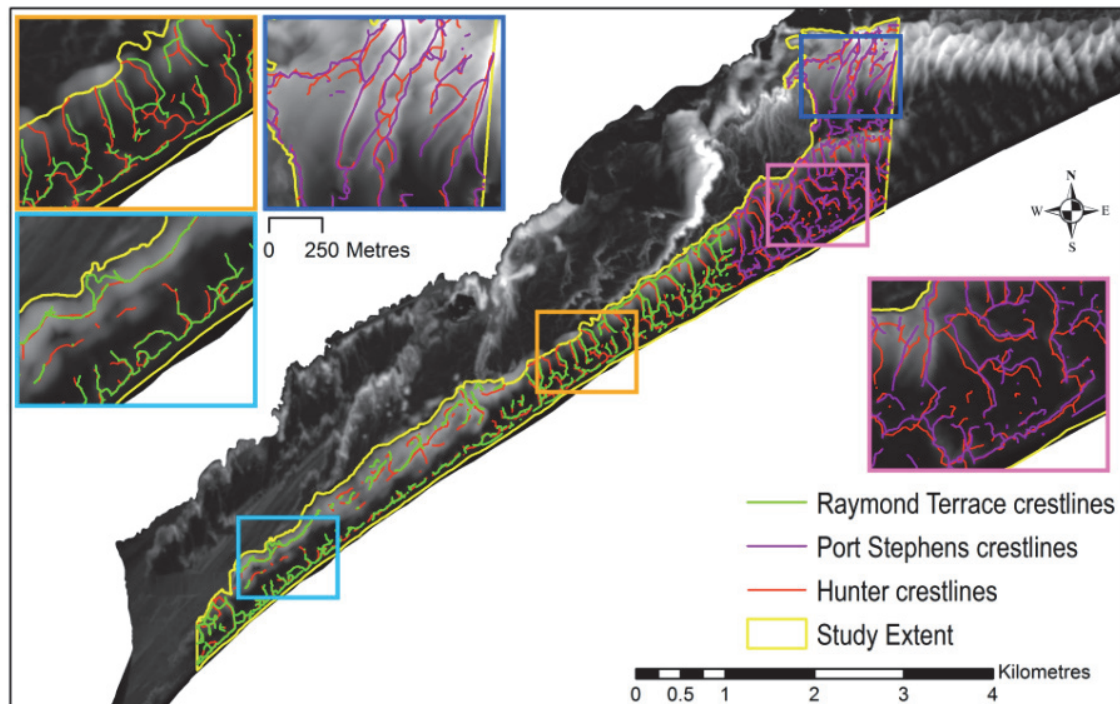 0 250 Metres
N
W E
S
Raymond Terrace crestlines
Port Stephens crestlines
Hunter crestlines
Study Extent
Kilometres
0 0.5 1 2 3 4